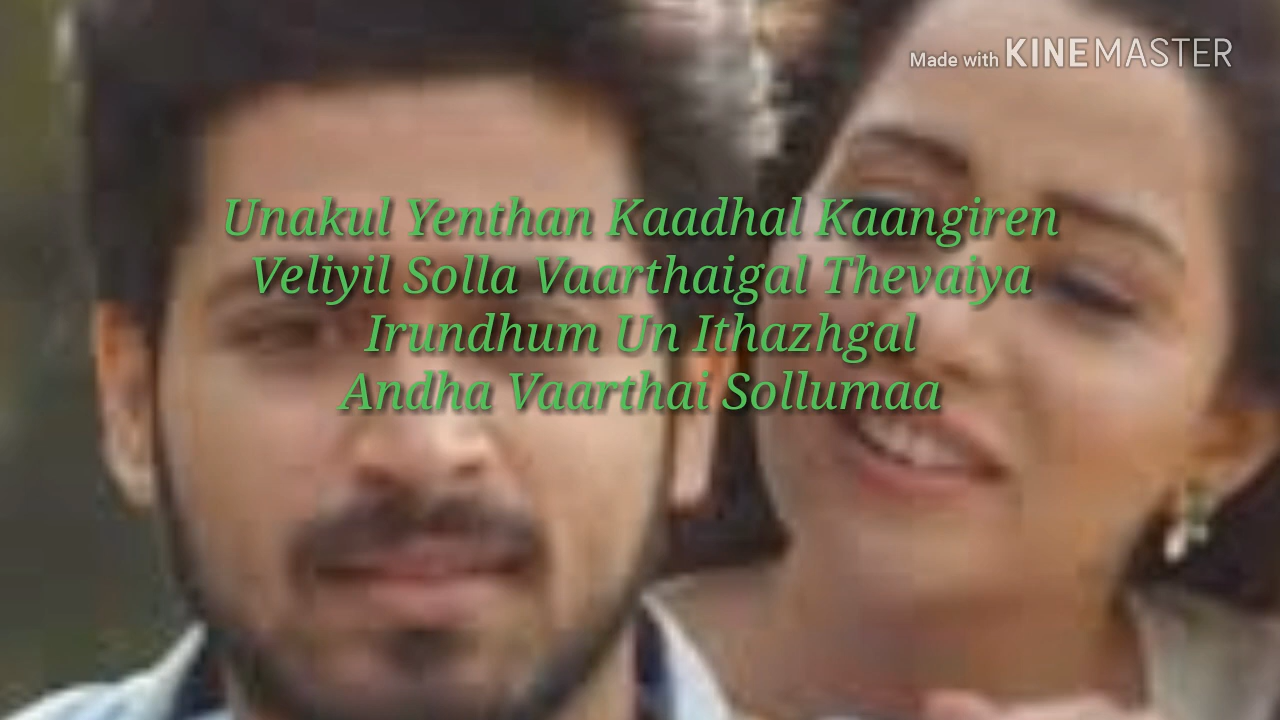 Made with KINEMASTER
Unakul Yenthan Kaadhal Kaangiren
Veliyil Solla Vaarthaigal Thevaiya
Irundhum Un Ithazhgal
Andha Vaarthai Sollumaa